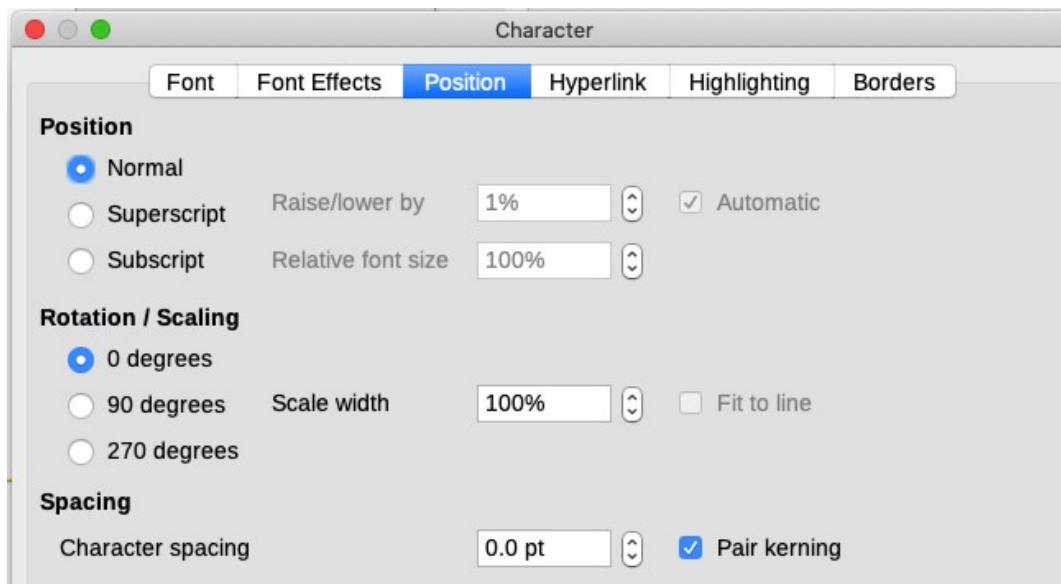 Character
Font Font Effects Position Hyperlink Highlighting Borders
Position
Normal
Superscript Raise/lower by 1% Automatic
Subscript Relative font size 100%
Rotation / Scaling
0 degrees
90 degrees Scale width 100% Fit to line
270 degrees
Spacing
Character spacing 0.0 pt Pair kerning